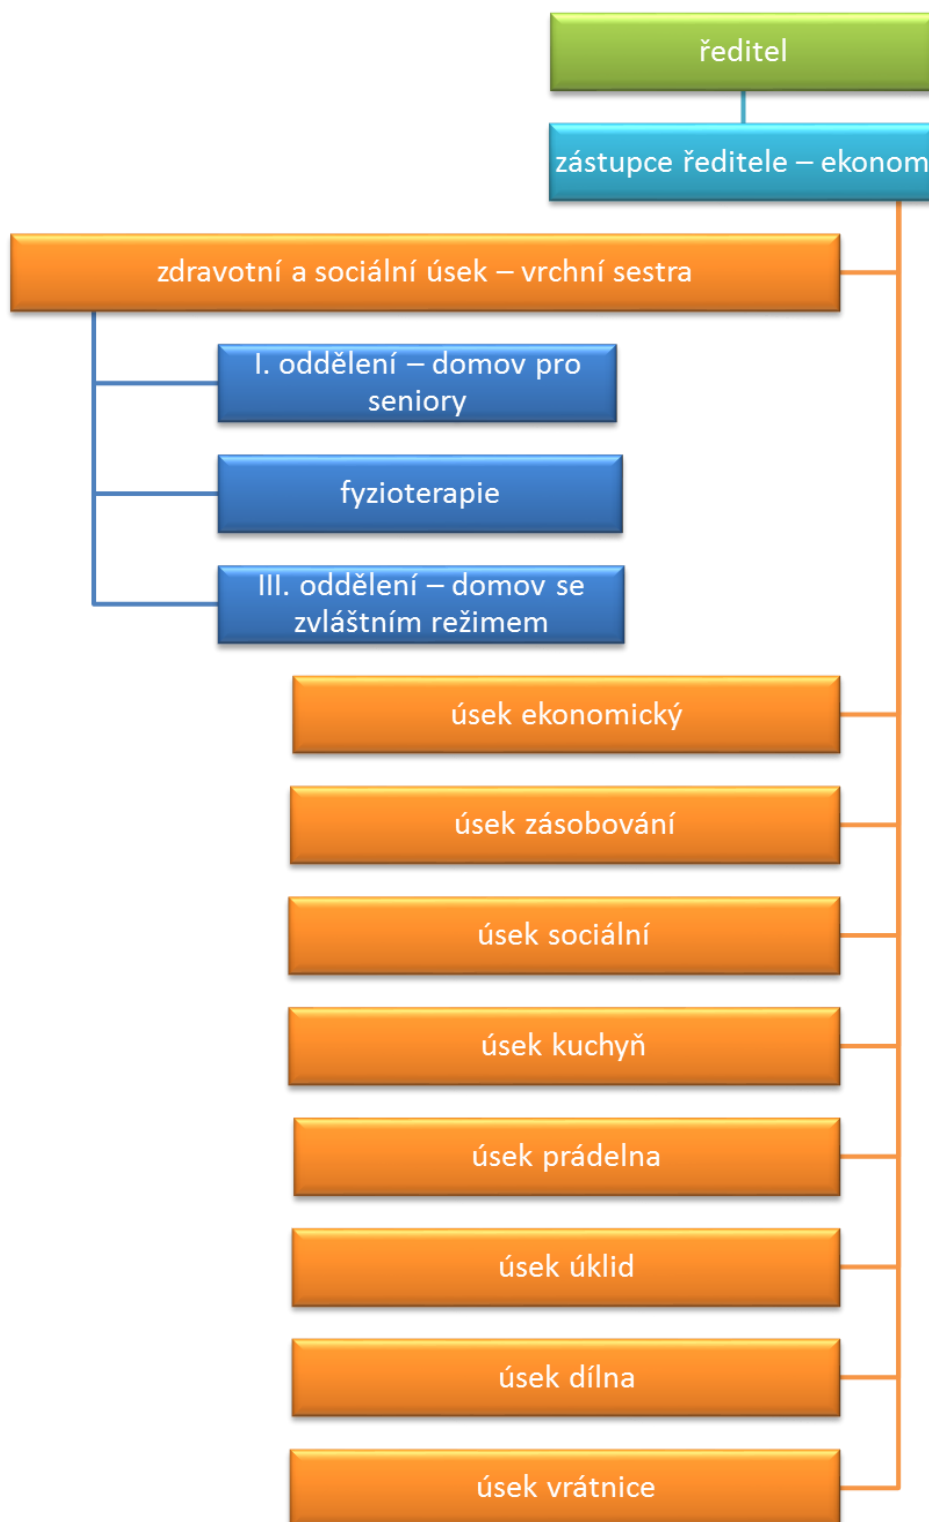 ředitel
zástupce ředitele – ekonom
zdravotní a sociální úsek – vrchní sestra
I. oddělení – domov pro
seniory
fyzioterapie
III. oddělení – domov se
zvláštním režimem
úsek ekonomický
úsek zásobování
úsek sociální
úsek kuchyň
úsek prádelna
úsek úklid
úsek dílna
úsek vrátnice